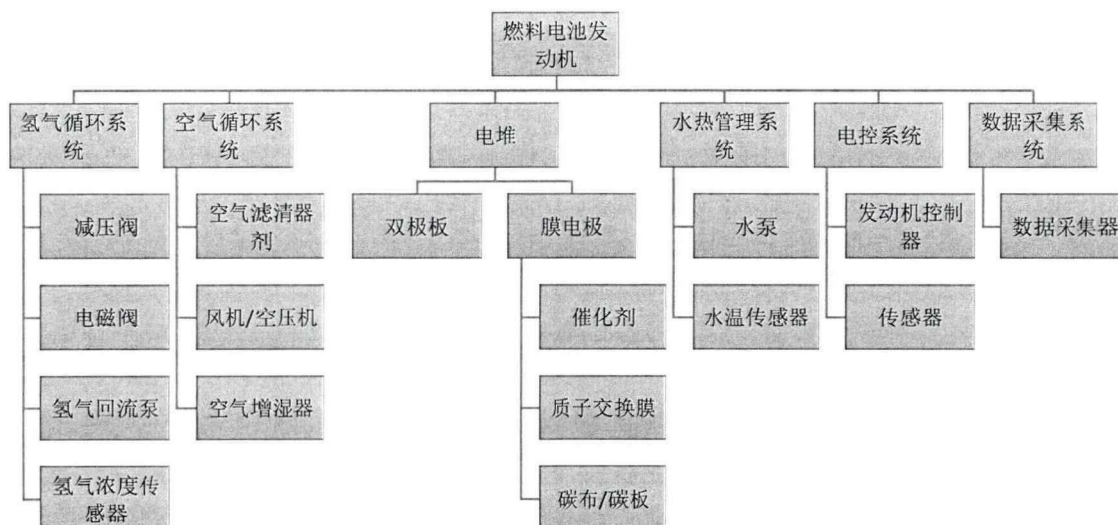 燃料电池发
动机
氢气循环系
统
空气循环系
统
电堆
水热管理系
统
电控系统
数据采集系
统
减压阀
空气滤清器
剂
双极板
膜电极
水泵
发动机控制
器
数据采集器
电磁阀
风机/空压机
催化剂
水温传感器
传感器
氢气回流泵
空气增湿器
质子交换膜
氢气浓度传
感器
碳布/碳板